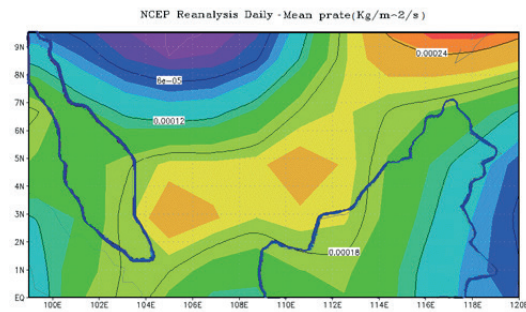 NCEP Reanalysis Daily-Mean prate(Kg/m^2/s)
9N
8N
7N
6N
5N
4N
3N
2N
1N
EQ
0.00024
6e-05
0.00012
0.00018
100E 102E 104E 106E 108E 110E 112E 114E 116E 118E 120E